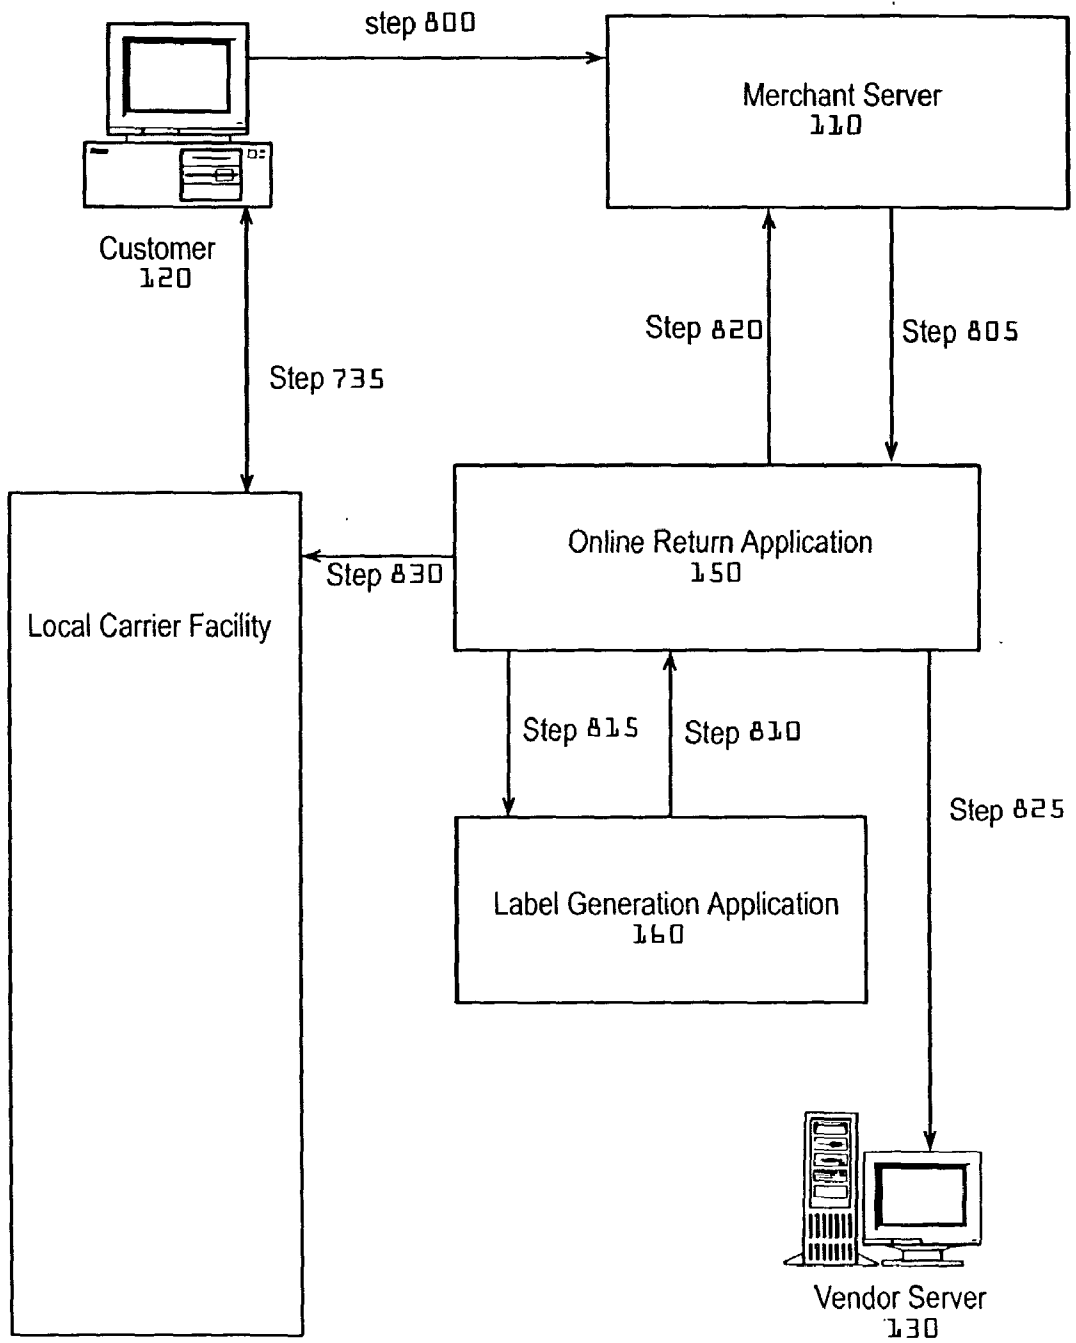 step 800
Merchant Server
110
Customer
120
Step 820
Step 805
Step 735
Online Return Application
150
Step 830
Local Carrier Facility
Step 815
Step 810
Step 825
Label Generation Application
160
Vendor Server
130